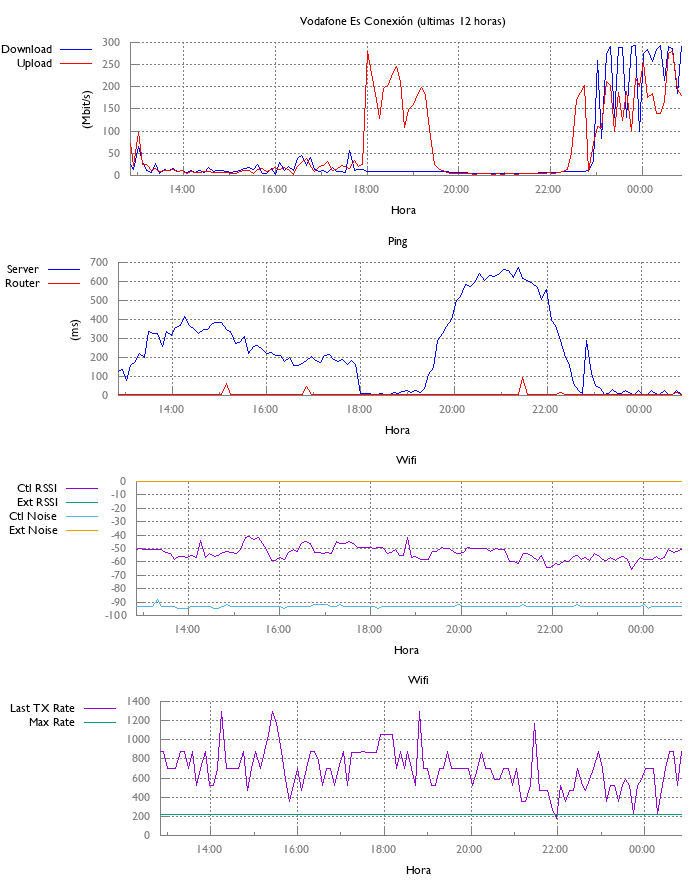 Vodafone Es Conexión (ultimas 12 horas)
Download
Upload
(Mbit/s)
300
250
200
150
100
50
0
14:00 16:00 18:00 20:00 22:00 00:00
Hora
Ping
Server
Router
(ms)
700
600
500
400
300
200
100
0
14:00 16:00 18:00 20:00 22:00 00:00
Hora
Wifi
Ctl RSSI
Ext RSSI
Ctl Noise
Ext Noise
0
-10
-20
-30
-40
-50
-60
-70
-80
-90
-100
14:00 16:00 18:00 20:00 22:00 00:00
Hora
Wifi
Last TX Rate
Max Rate
1400
1200
1000
800
600
400
200
0
14:00 16:00 18:00 20:00 22:00 00:00
Hora